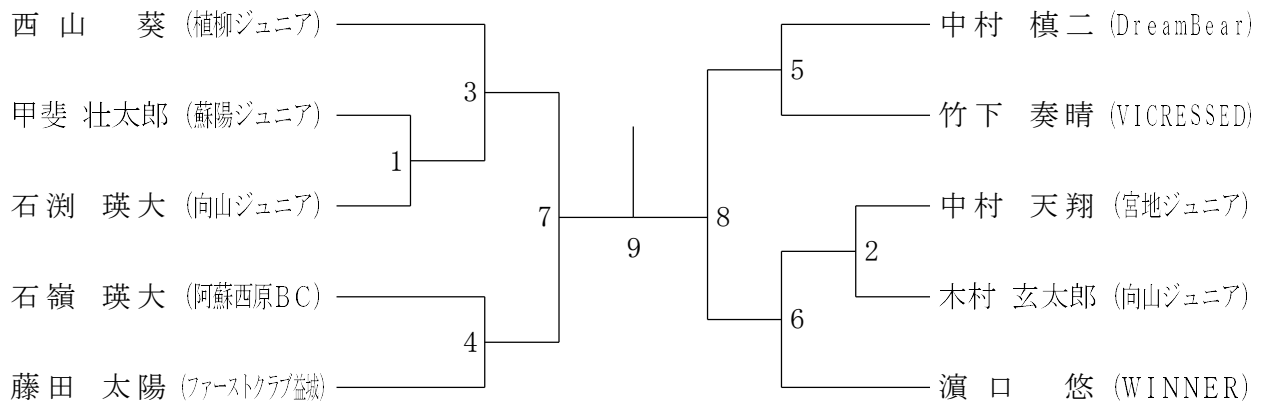 西山 葵 (植柳ジュニア)
3
甲斐 壮太郎 (蘇陽ジュニア)
1
石渕 瑛大 (向山ジュニア)
7
石嶺 瑛大 (阿蘇西原BC)
4
藤田 太陽 (ファーストクラブ益城)
9
中村 槙二 (DreamBear)
5
竹下 奏晴 (VICRESSED)
8
中村 天翔 (宮地ジュニア)
2
木村 玄太郎 (向山ジュニア)
6
濵口 悠 (WINNER)